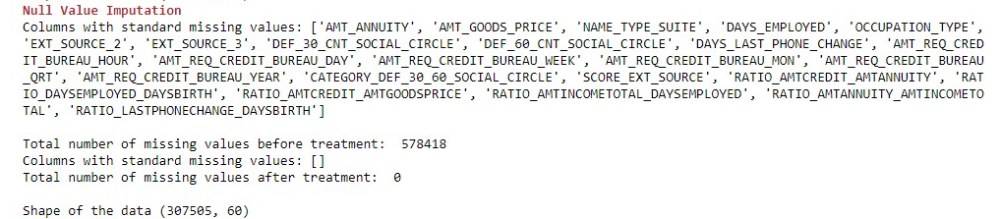 Null Value Imputation
Columns with standard missing values: ['AMT_ANNUITY', 'AMT_GOODS_PRICE', 'NAME_TYPE_SUITE', 'DAYS_EMPLOYED', 'OCCUPATION_TYPE',
'EXT_SOURCE_2', 'EXT_SOURCE_3', 'DEF_30_CNT_SOCIAL_CIRCLE', 'DEF_60_CNT_SOCIAL_CIRCLE', 'DAYS_LAST_PHONE_CHANGE', 'AMT_REQ_CRED
IT_BUREAU_HOUR', 'AMT_REQ_CREDIT_BUREAU_DAY', 'AMT_REQ_CREDIT_BUREAU_WEEK', 'AMT_REQ_CREDIT_BUREAU_MON', 'AMT_REQ_CREDIT_BUREAU
_QRT', 'AMT_REQ_CREDIT_BUREAU_YEAR', 'CATEGORY_DEF_30_60_SOCIAL_CIRCLE', 'SCORE_EXT_SOURCE', 'RATIO_AMTCREDIT_AMTANNUITY', 'RAT
IO_DAYSEMPLOYED_DAYSBIRTH', 'RATIO_AMTCREDIT_AMTGOODSPRICE', 'RATIO_AMTINCOMETOTAL_DAYSEMPLOYED', 'RATIO_AMTANNUITY_AMTINCOMETO
TAL', 'RATIO_LASTPHONECHANGE_DAYSBIRTH']
Total number of missing values before treatment:  578418
Columns with standard missing values: []
Total number of missing values after treatment:  0
Shape of the data (307505, 60)